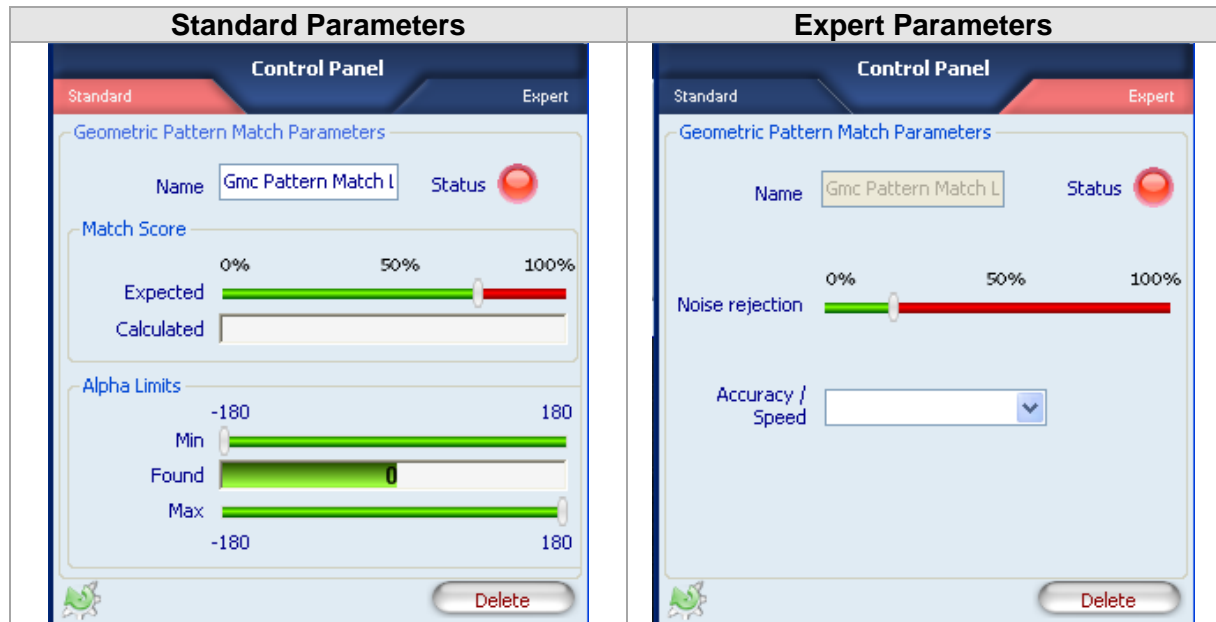 Standard Parameters
Expert Parameters
Control Panel
Standard Expert
Geometric Pattern Match Parameters
Name Gmc Pattern Match L Status
Match Score
0% 50% 100%
Expected
Calculated
Alpha Limits
-180 180
Min
Found 0
Max
-180 180
Delete
Control Panel
Standard Expert
Geometric Pattern Match Parameters
Name Gmc Pattern Match L Status
0% 50% 100%
Noise rejection
Accuracy /
Speed
Delete